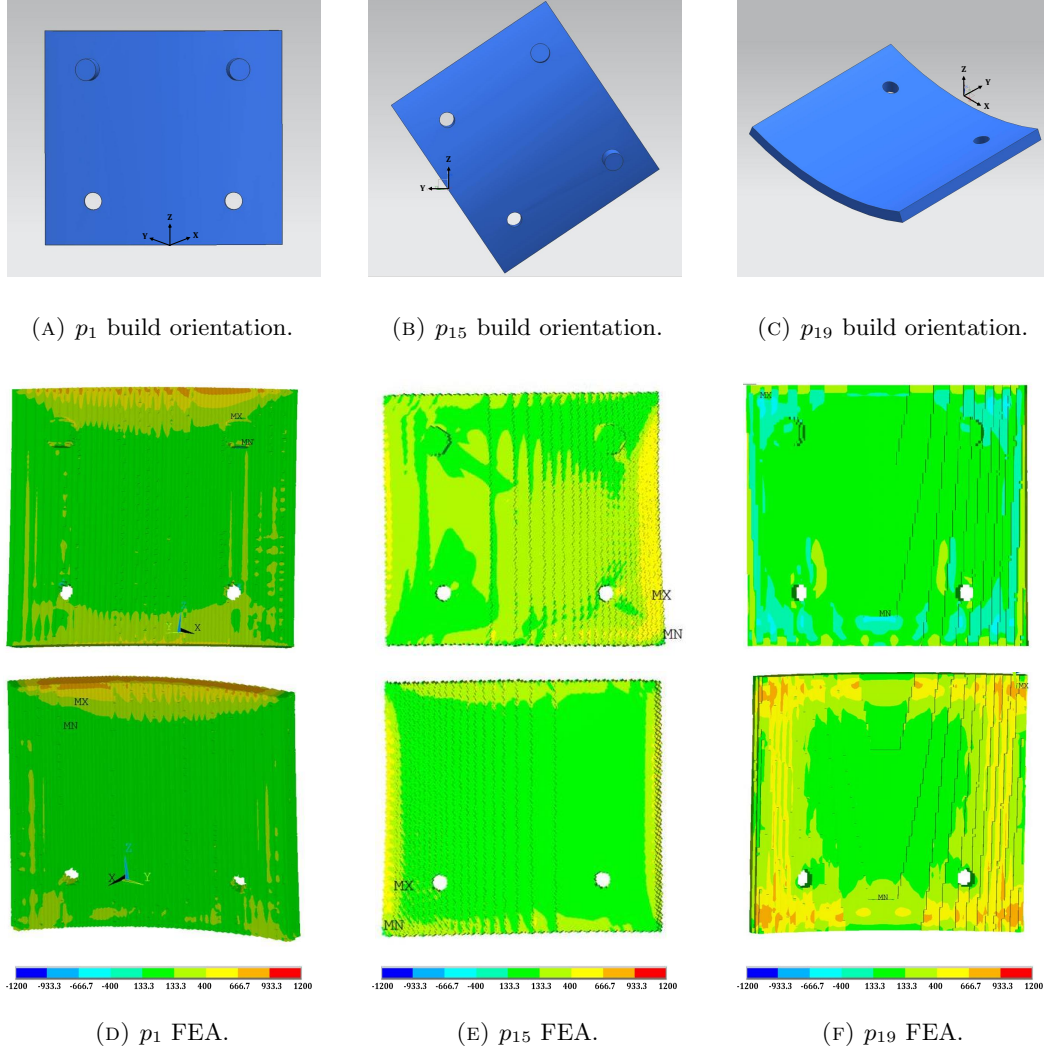 Z
Y
X
Z
Y
Z
Y
X
(A) p1 build orientation.
(B) p15 build orientation.
(C) p19 build orientation.
MX
MN
X
MX
MN
MX
MN
MX
MN
Z
X
Y
MX
MN
MX
MN
-1200 -933.3 -666.7 -400 133.3 133.3 400 666.7 933.3 1200
-1200 -933.3 -666.7 -400 133.3 133.3 400 666.7 933.3 1200
-1200 -933.3 -666.7 -400 133.3 133.3 400 666.7 933.3 1200
(D) p1 FEA.
(E) p15 FEA.
(F) p19 FEA.